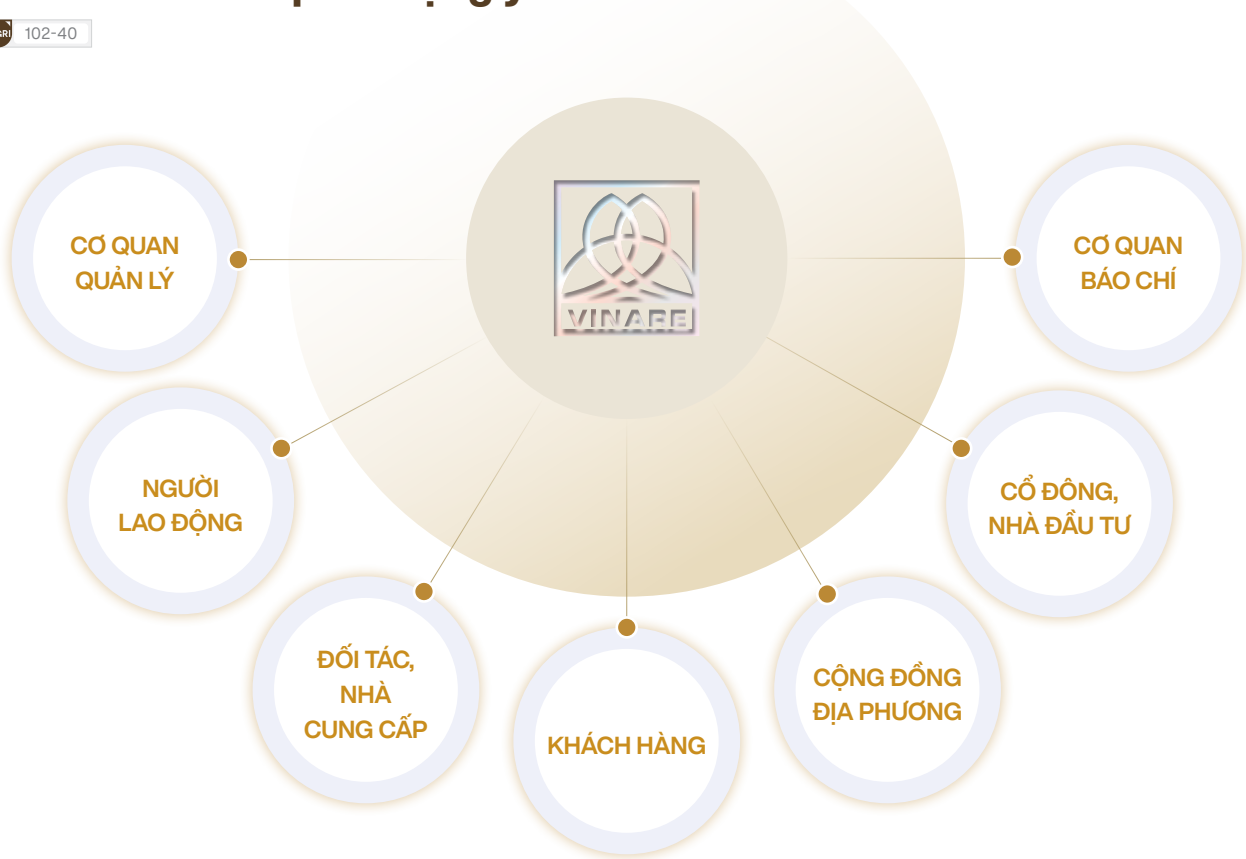 GRI 102-40
VINARE
CƠ QUAN
QUẢN LÝ
CƠ QUAN
BÁO CHÍ
NGƯỜI
LAO ĐỘNG
CỔ ĐÔNG,
NHÀ ĐẦU TƯ
ĐỐI TÁC,
NHÀ
CUNG CẤP
KHÁCH HÀNG
CỘNG ĐỒNG
ĐỊA PHƯƠNG